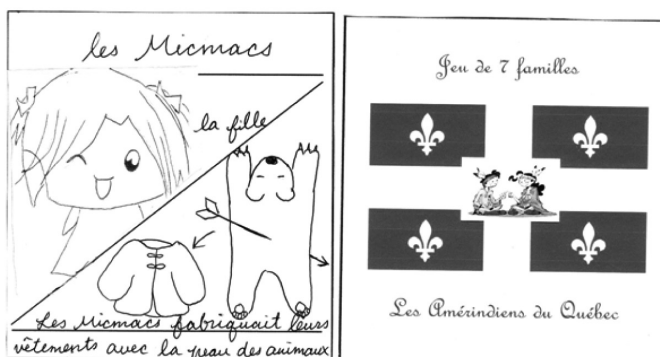 les Micmacs
la fille
Les Micmacs fabriquait leurs
vêtements avec la peau des animaux
Jeu de 7 familles
Les Amérindiens du Québec